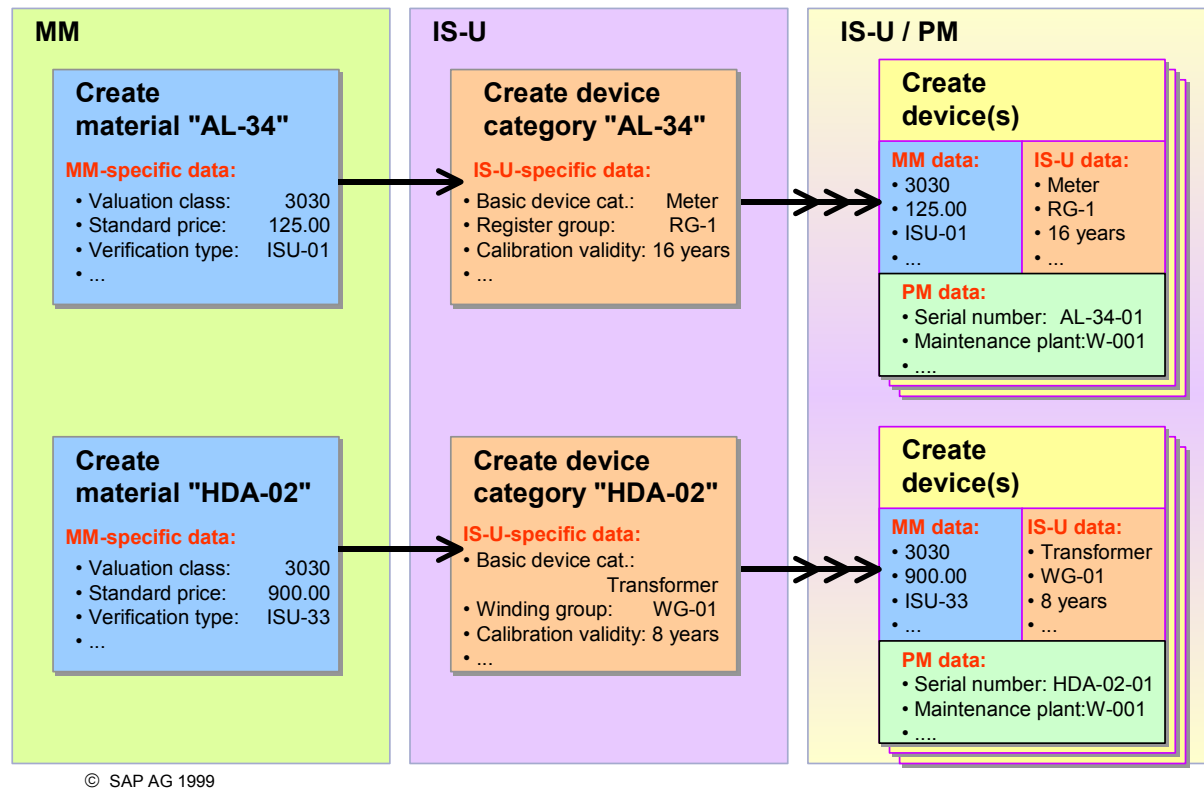 MM
Create
material "AL-34"
MM-specific data:
• Valuation class: 3030
• Standard price: 125.00
• Verification type: ISU-01
• ...
Create
material "HDA-02"
MM-specific data:
• Valuation class: 3030
• Standard price: 900.00
• Verification type: ISU-33
• ...
IS-U
Create device
category "AL-34"
IS-U-specific data:
• Basic device cat.: Meter
• Register group: RG-1
• Calibration validity: 16 years
• ...
Create device
category "HDA-02"
IS-U-specific data:
• Basic device cat.:
Transformer
• Winding group: WG-01
• Calibration validity: 8 years
• ...
IS-U / PM
Create
device(s)
MM data:
• 3030
• 125.00
• ISU-01
• ...
IS-U data:
• Meter
• RG-1
• 16 years
• ...
PM data:
• Serial number: AL-34-01
• Maintenance plant:W-001
• ....
Create
device(s)
MM data:
• 3030
• 900.00
• ISU-33
• ...
IS-U data:
• Transformer
• WG-01
• 8 years
• ...
PM data:
• Serial number: HDA-02-01
• Maintenance plant:W-001
• ....
© SAP AG 1999